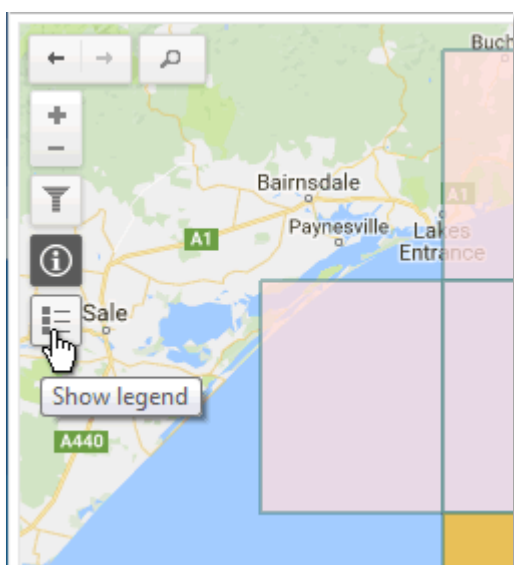 Buch
Bairnsdale
A1
Paynesville
A1
Lakes
Entrance
Sale
Show legend
A440